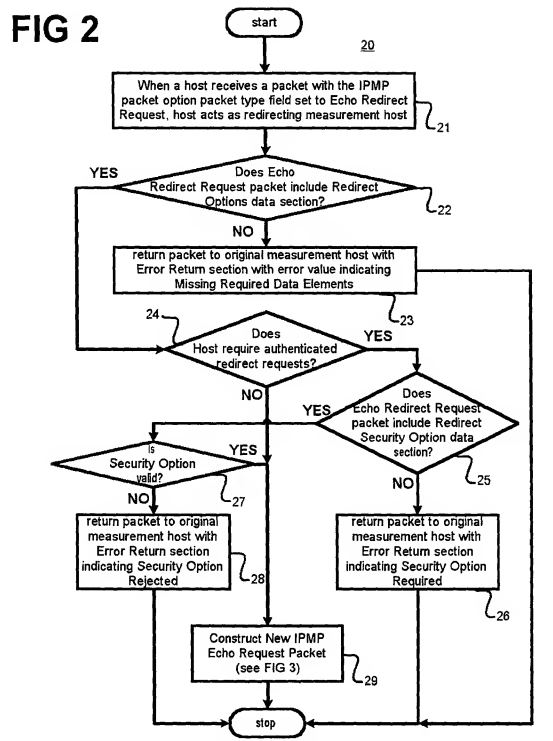 FIG 2
start
20
When a host receives a packet with the IPMP
packet option packet type field set to Echo Redirect
Request, host acts as redirecting measurement host
21
YES
Does Echo
Redirect Request packet include Redirect
Options data section?
22
NO
return packet to original measurement host with
Error Return section with error value indicating
Missing Required Data Elements
23
24
Does
Host require authenticated
redirect requests?
YES
NO
Does
Echo Redirect Request
packet include Redirect
Security Option data
section?
YES
25
NO
Is
Security Option
valid?
YES
27
NO
return packet to original
measurement host with
Error Return section
indicating Security Option
Rejected
28
return packet to original
measurement host with
Error Return section
indicating Security Option
Required
26
Construct New IPMP
Echo Request Packet
(see FIG 3)
29
stop